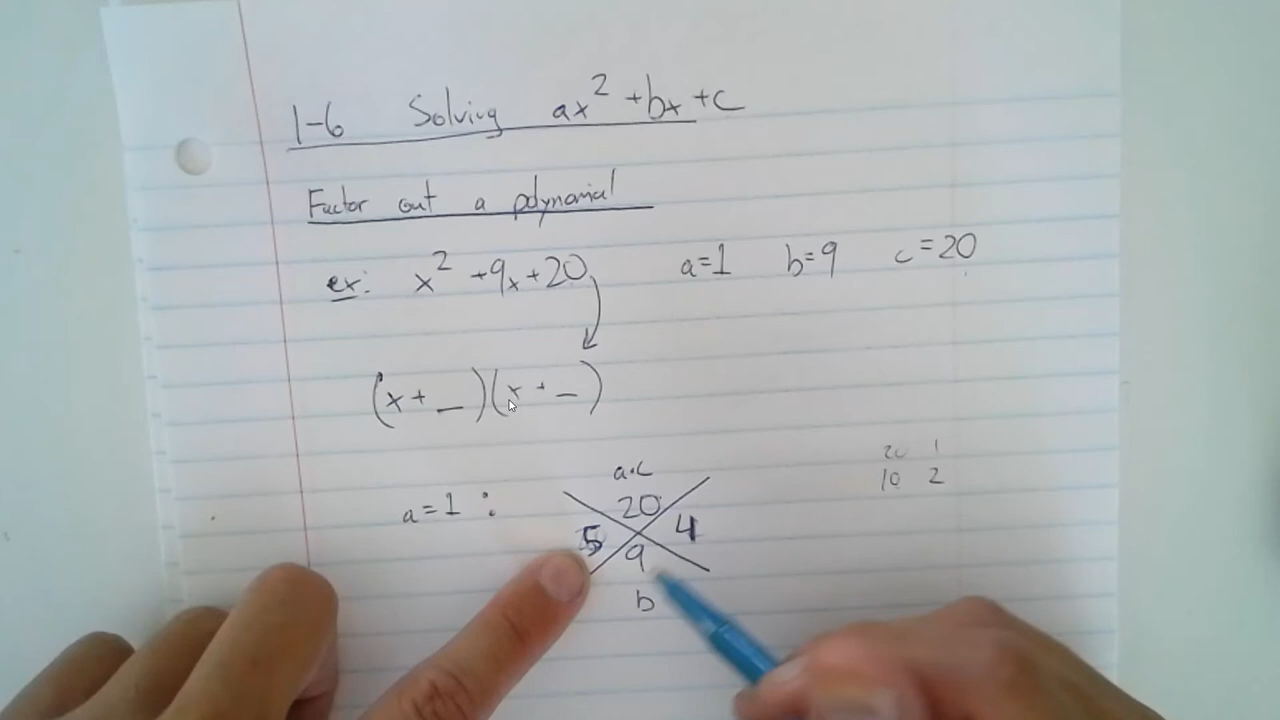 1-6 Solving ax² +bx +c
Factor out a polynomial
ex: x² +9x+20 a=1 b=9 c=20
(x + _ )(x + _ )
20 1
10 2
a·c
a=1 : 20
5 4
9
b